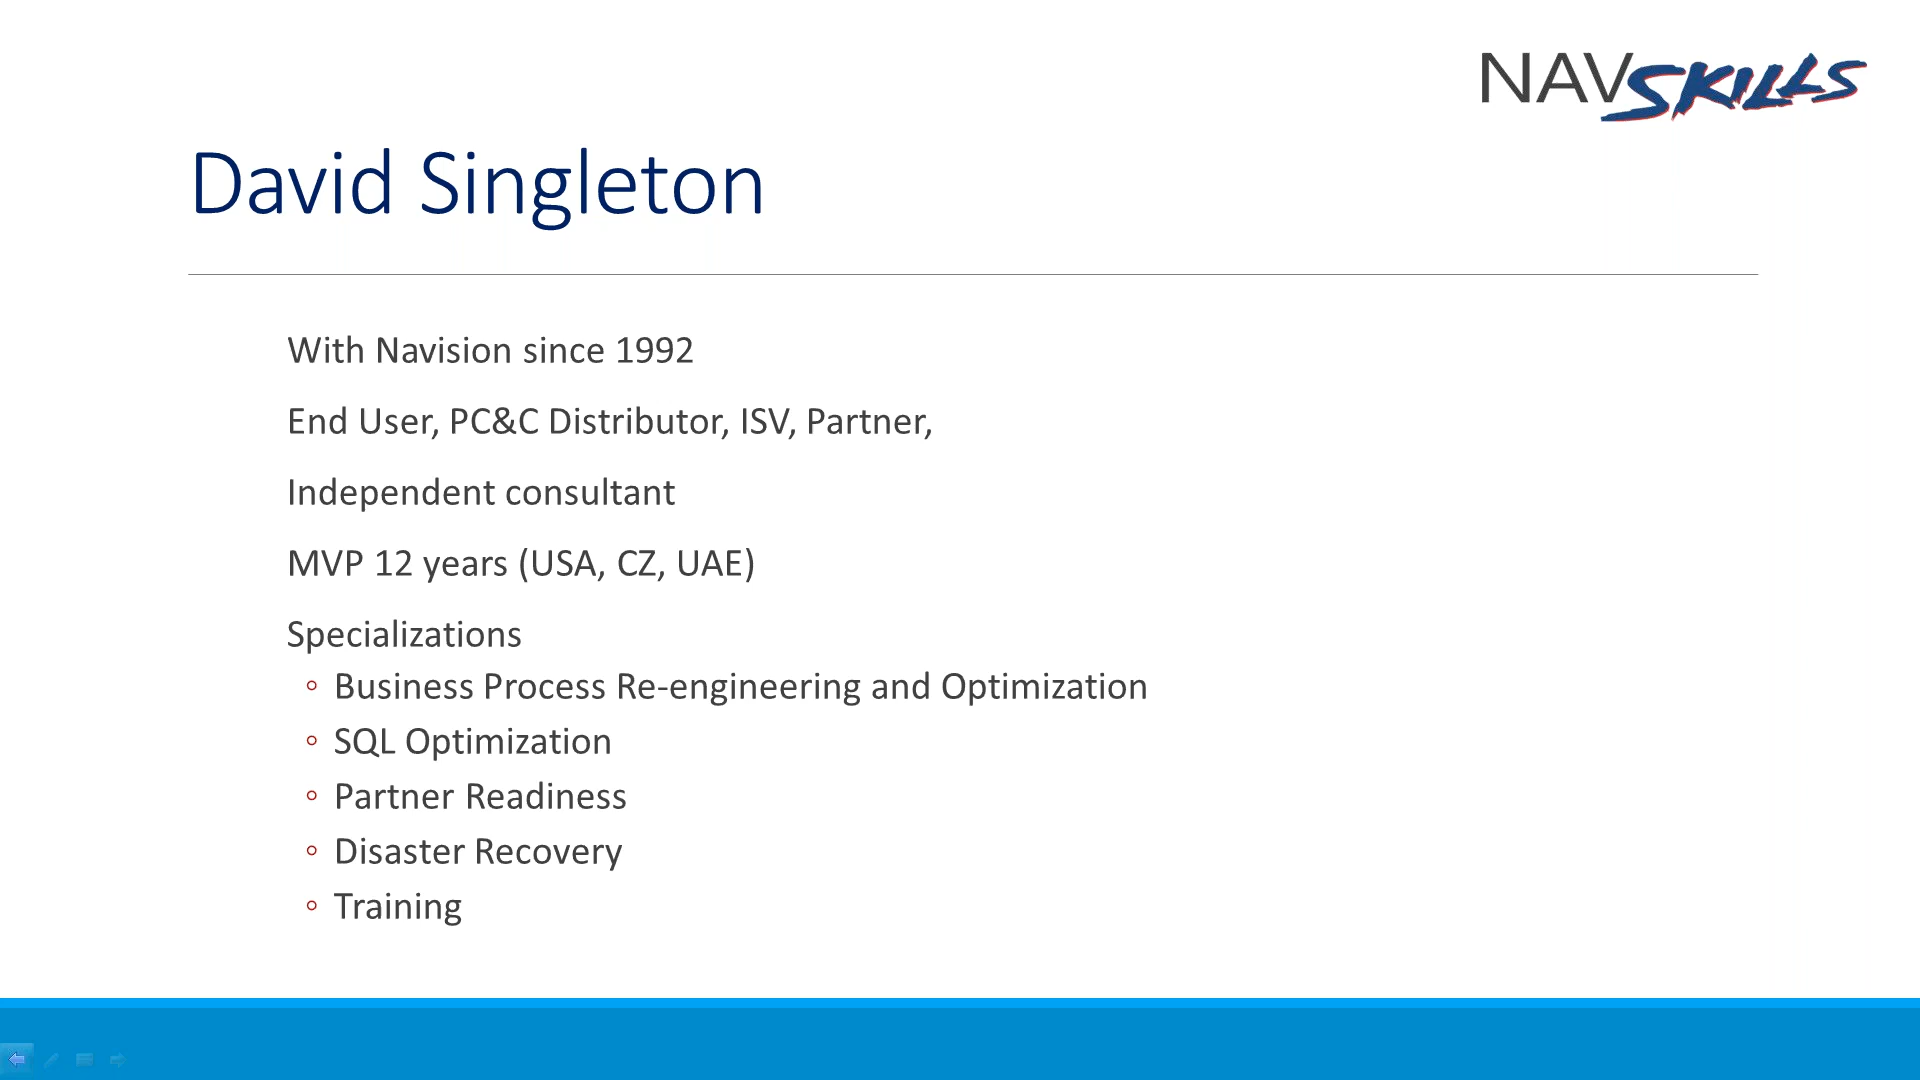 NAVSKILLS
David Singleton
With Navision since 1992
End User, PC&C Distributor, ISV, Partner,
Independent consultant
MVP 12 years (USA, CZ, UAE)
Specializations
◦ Business Process Re-engineering and Optimization
◦ SQL Optimization
◦ Partner Readiness
◦ Disaster Recovery
◦ Training